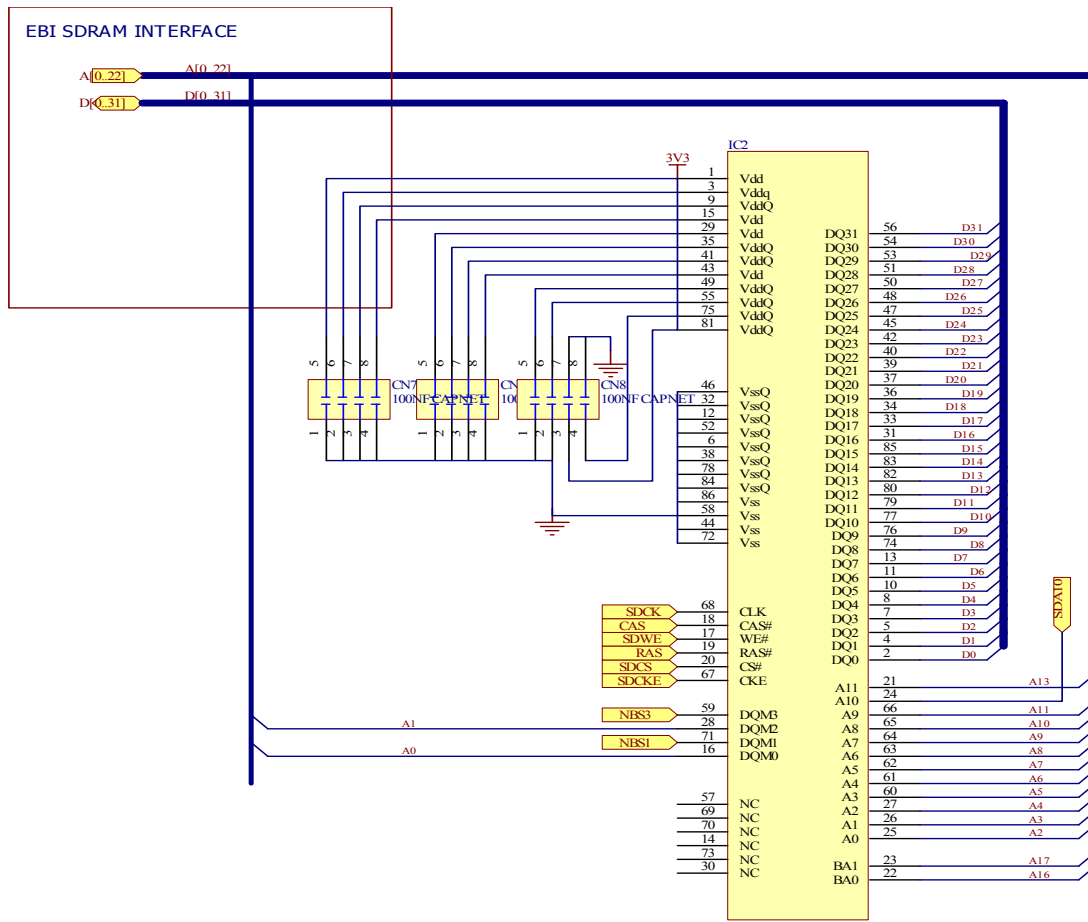 EBI SDRAM INTERFACE
A[0..22] A[0..22]
D[0..31] D[0..31]
IC2
3V3
1 Vdd
3 Vddq
9 VddQ
15 Vdd
29 Vdd
35 VddQ
41 VddQ
43 Vdd
49 VddQ
55 VddQ
75 VddQ
81 VddQ
DQ31 56 D31
DQ30 54 D30
DQ29 53 D29
DQ28 51 D28
DQ27 50 D27
DQ26 48 D26
DQ25 47 D25
DQ24 45 D24
DQ23 42 D23
DQ22 40 D22
DQ21 39 D21
DQ20 37 D20
DQ19 36 D19
DQ18 34 D18
DQ17 33 D17
DQ16 31 D16
DQ15 85 D15
DQ14 83 D14
DQ13 82 D13
DQ12 80 D12
DQ11 79 D11
DQ10 77 D10
DQ9 76 D9
DQ8 74 D8
DQ7 13 D7
DQ6 11 D6
DQ5 10 D5
DQ4 8 D4
DQ3 7 D3
DQ2 5 D2
DQ1 4 D1
DQ0 2 D0
5 6 7 8
5 6 7 8
5 6 7 8
CN7
100NF CAPNET
CN8
100NF CAPNET
1 2 3 4
1 2 3 4
1 2 3 4
46 VssQ
32 VssQ
12 VssQ
52 VssQ
6 VssQ
38 VssQ
78 VssQ
84 VssQ
86 Vss
58 Vss
44 Vss
72 Vss
SDCK 68 CLK
CAS 18 CAS#
SDWE 17 WE#
RAS 19 RAS#
SDCS 20 CS#
SDCKE 67 CKE
NBS3 59 DQM3
A1 28 DQM2
NBS1 71 DQM1
A0 16 DQM0
57 NC
69 NC
70 NC
14 NC
73 NC
30 NC
SDA10
A11 21 A13
A10 24
A9 66 A11
A8 65 A10
A7 64 A9
A6 63 A8
A5 62 A7
A4 61 A6
A3 60 A5
A2 27 A4
A1 26 A3
A0 25 A2
BA1 23 A17
BA0 22 A16